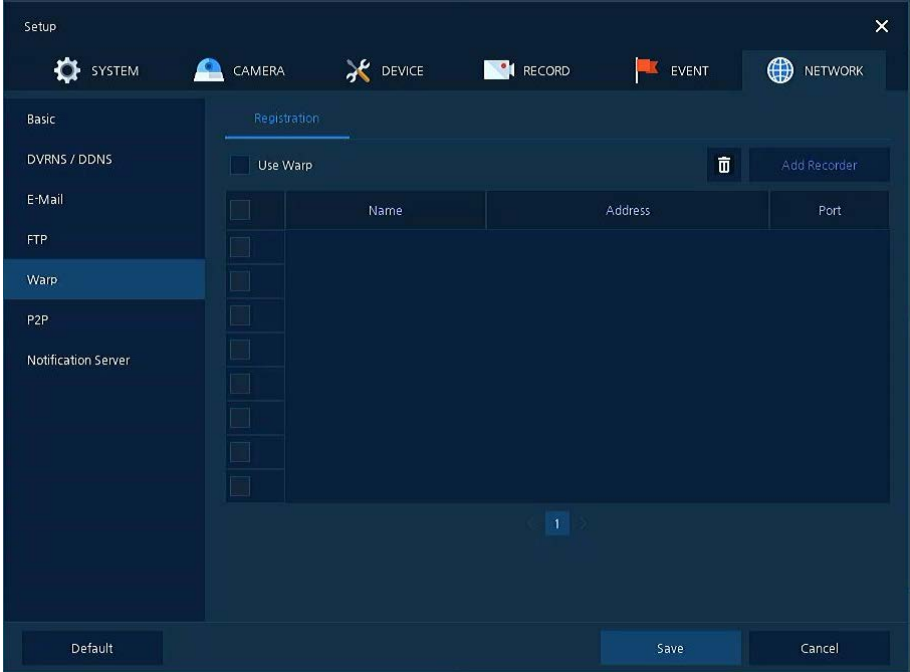 Setup
SYSTEM CAMERA DEVICE RECORD EVENT NETWORK
Basic
DVRNS / DDNS
E-Mail
FTP
Warp
P2P
Notification Server
Registration
Use Warp
Add Recorder
Name Address Port
1
Default Save Cancel